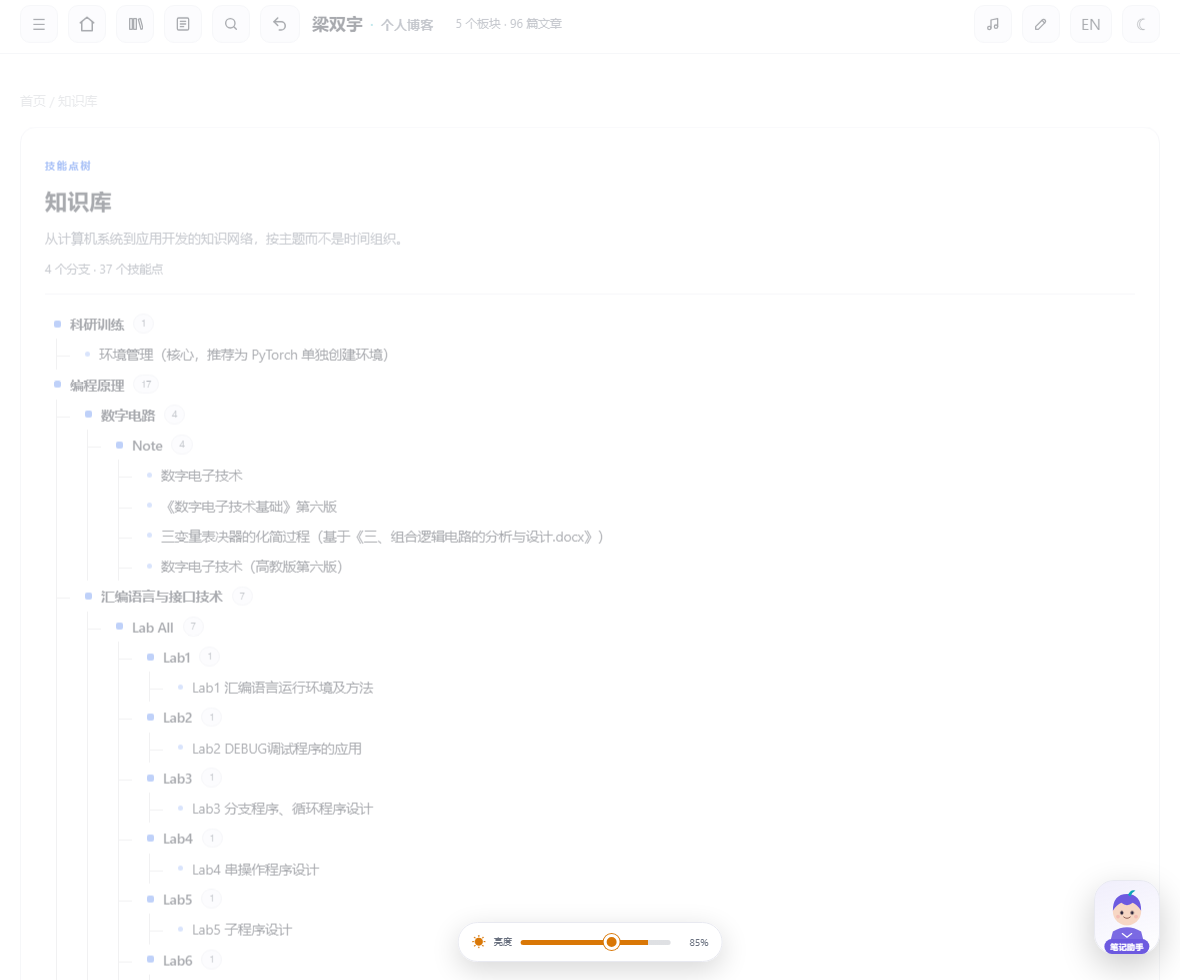 梁双宇 · 个人博客 5 个板块 · 96 篇文章 EN
首页 / 知识库
技能点树
知识库
从计算机系统到应用开发的知识网络，按主题而不是时间组织。
4 个分支 · 37 个技能点
科研训练 1
环境管理（核心，推荐为 PyTorch 单独创建环境）
编程原理 17
数字电路 4
Note 4
数字电子技术
《数字电子技术基础》第六版
三变量表决器的化简过程（基于《三、组合逻辑电路的分析与设计.docx》）
数字电子技术（高教版第六版）
汇编语言与接口技术 7
Lab All 7
Lab1 1
Lab1 汇编语言运行环境及方法
Lab2 1
Lab2 DEBUG调试程序的应用
Lab3 1
Lab3 分支程序、循环程序设计
Lab4 1
Lab4 串操作程序设计
Lab5 1
Lab5 子程序设计
亮度 85%
笔记助手
Lab6 1